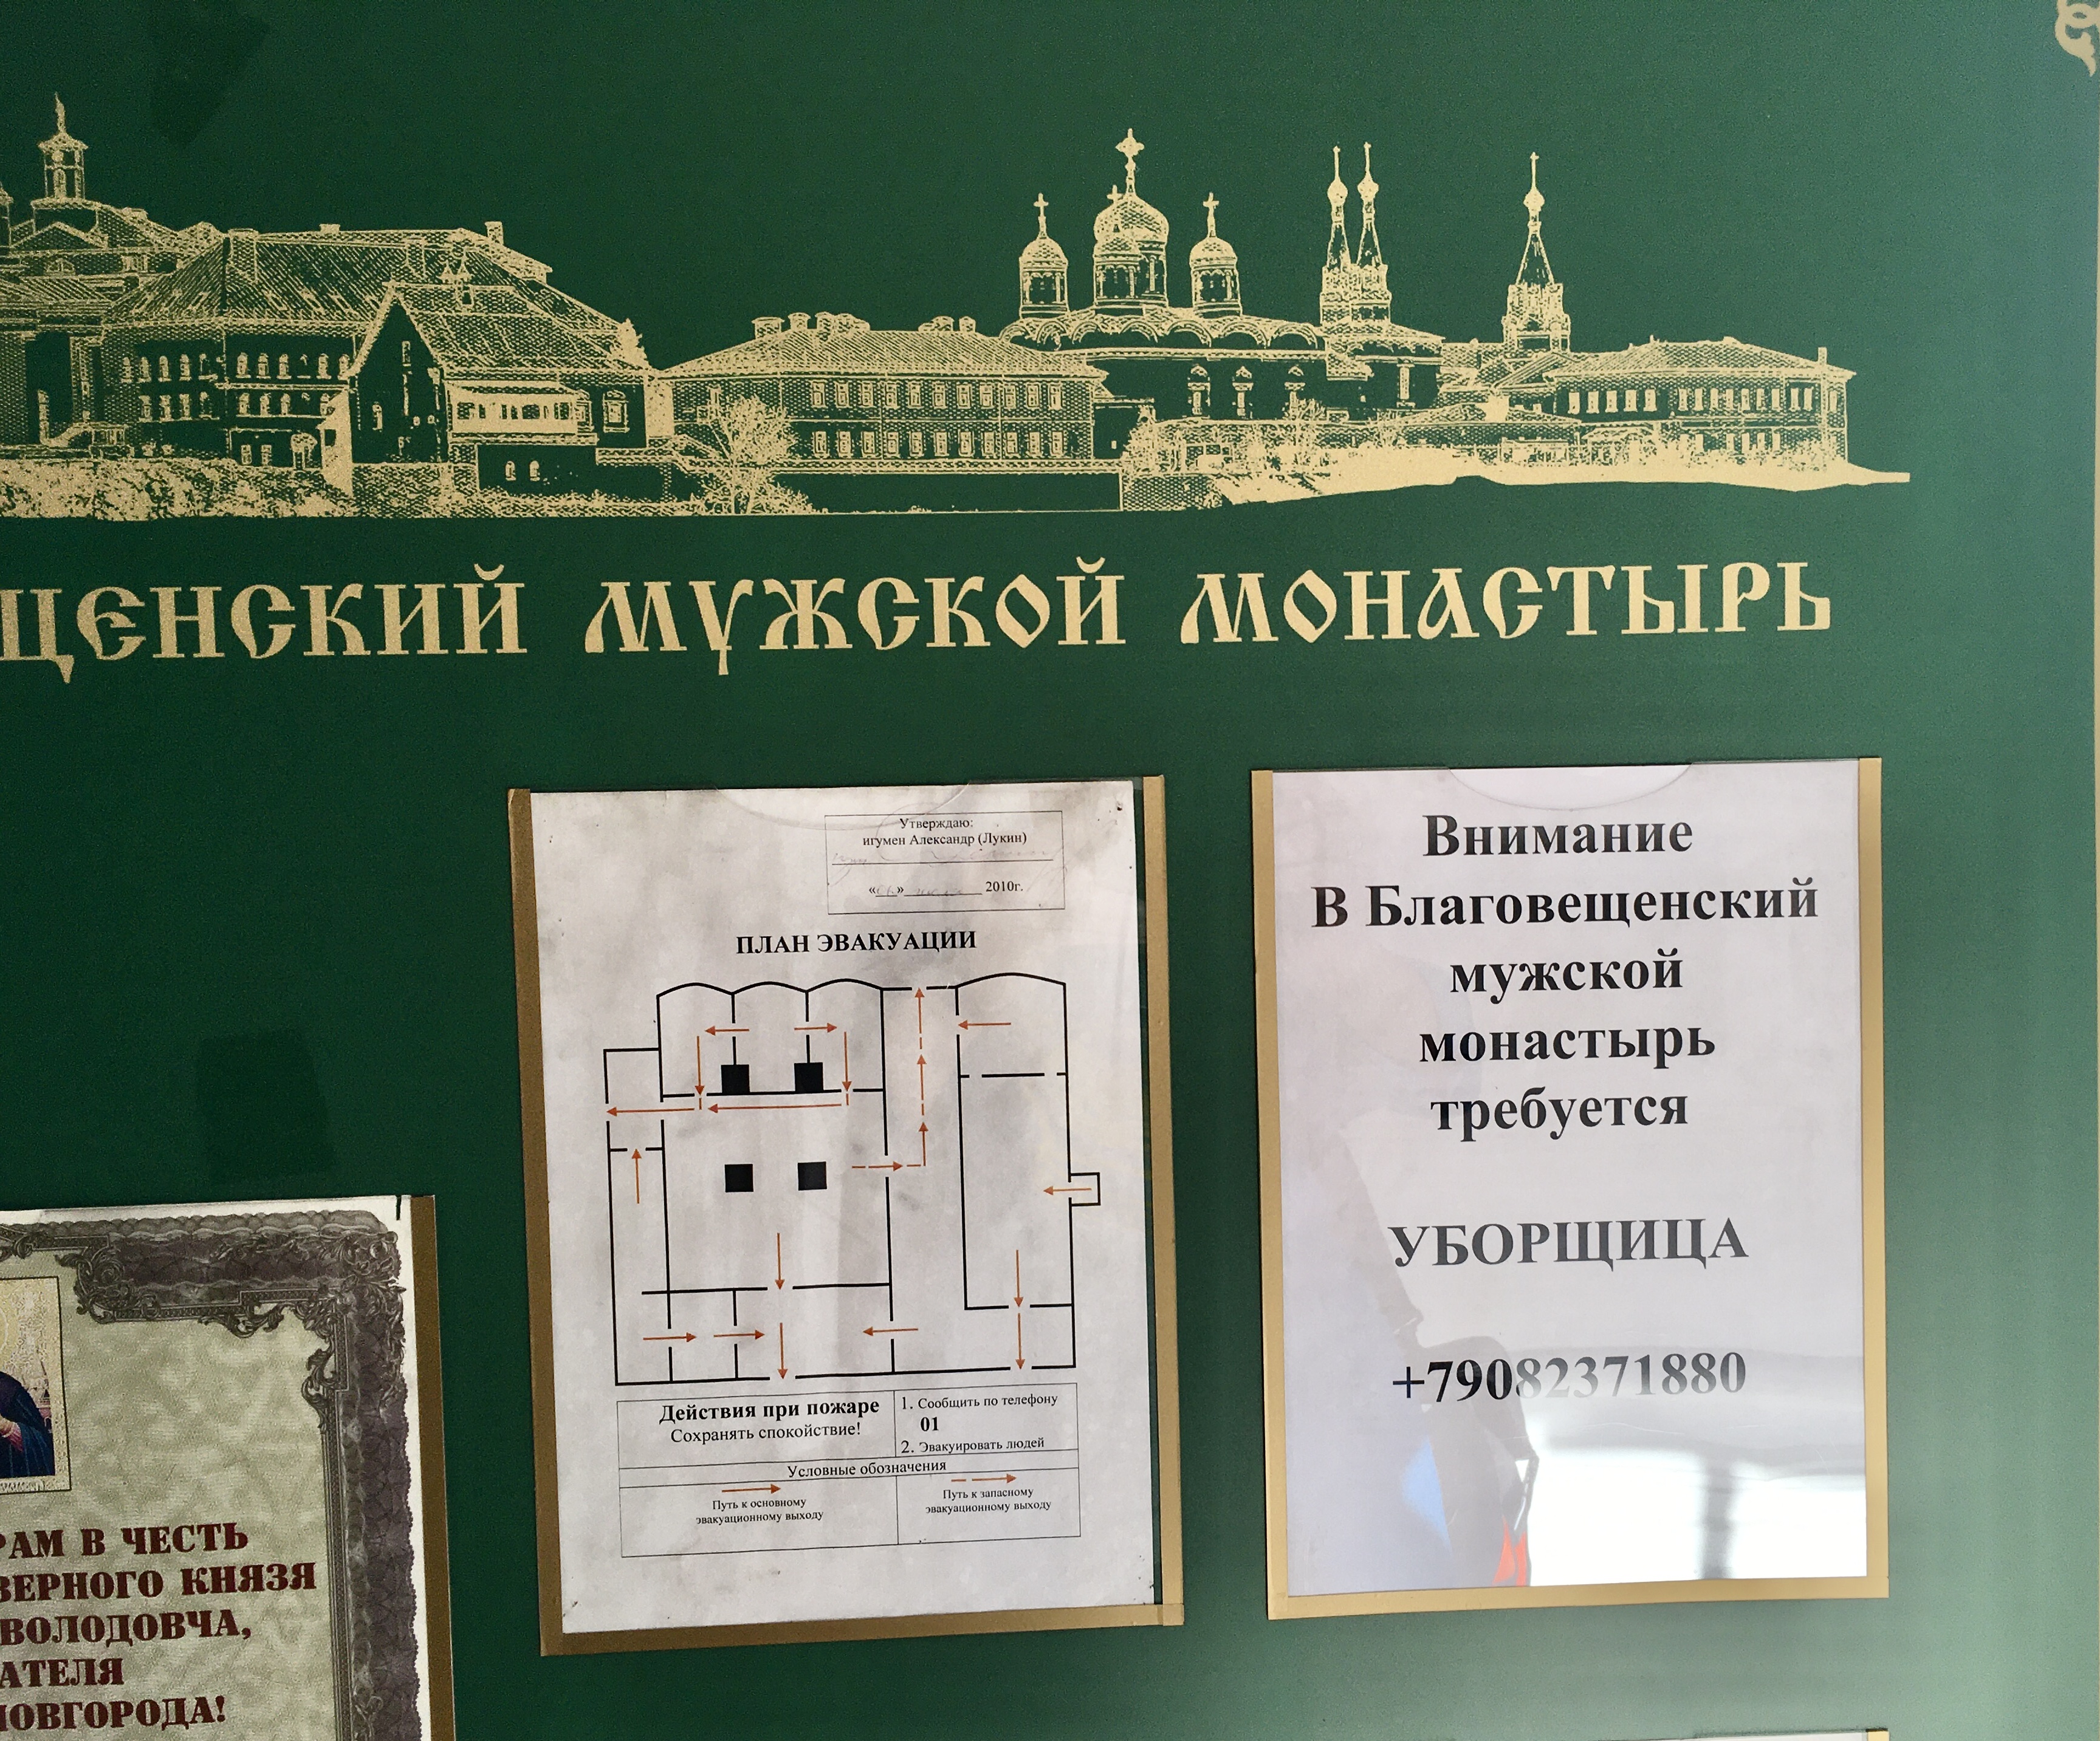 щенский мужской монастырь
Утверждаю:
игумен Александр (Лукин)
« » 2010г.
ПЛАН ЭВАКУАЦИИ
Действия при пожаре
Сохранять спокойствие!
1. Сообщить по телефону
01
2. Эвакуировать людей
Условные обозначения
Путь к основному
эвакуационному выходу
Путь к запасному
эвакуационному выходу
Внимание
В Благовещенский
мужской
монастырь
требуется
УБОРЩИЦА
+79082371880
РАМ В ЧЕСТЬ
ВЕРНОГО КНЯЗЯ
ВОЛОДОВЧА,
АТЕЛЯ
НОВГОРОДА!